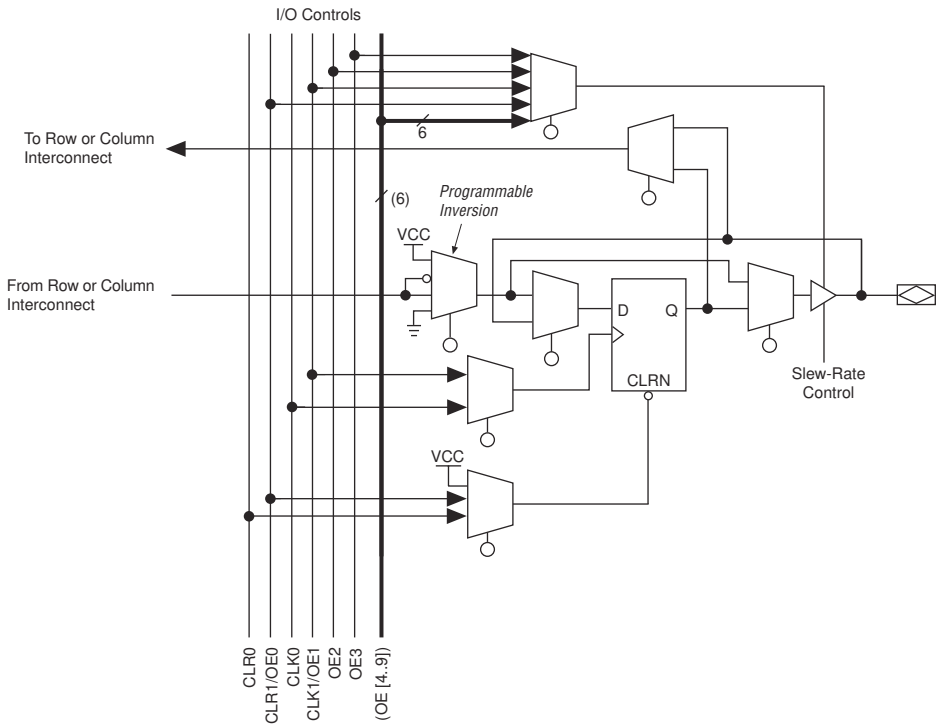 I/O Controls
To Row or Column
Interconnect
6
(6)
Programmable
Inversion
VCC
From Row or Column
Interconnect
D
Q
CLRN
Slew-Rate
Control
VCC
CLR0
CLR1/OE0
CLK0
CLK1/OE1
OE2
OE3
(OE [4..9])